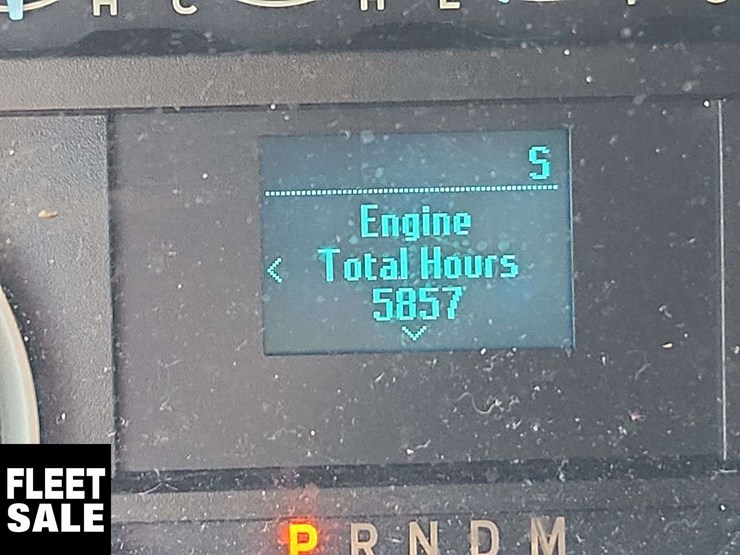 H C H E F
S
Engine
Total Hours
5857
FLEET
SALE
P R N D M